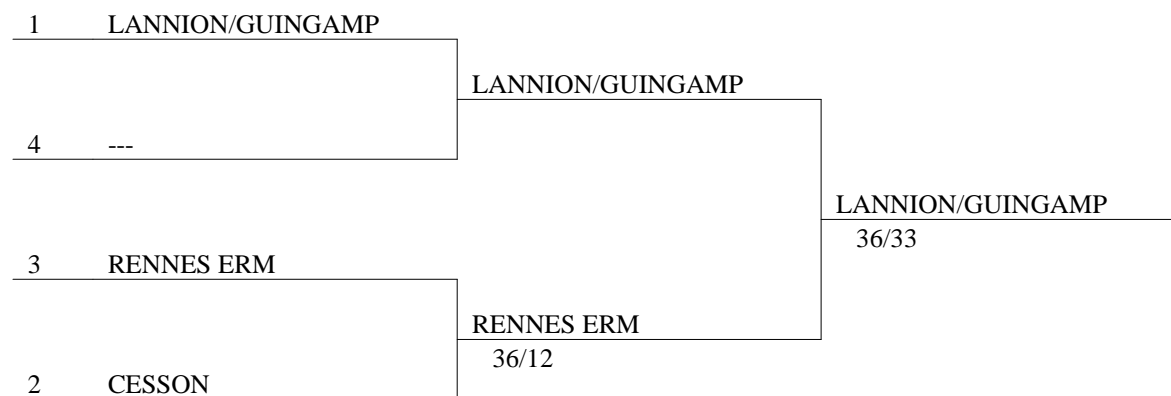 1 LANNION/GUINGAMP
LANNION/GUINGAMP
4 ---
LANNION/GUINGAMP
36/33
3 RENNES ERM
RENNES ERM
36/12
2 CESSON